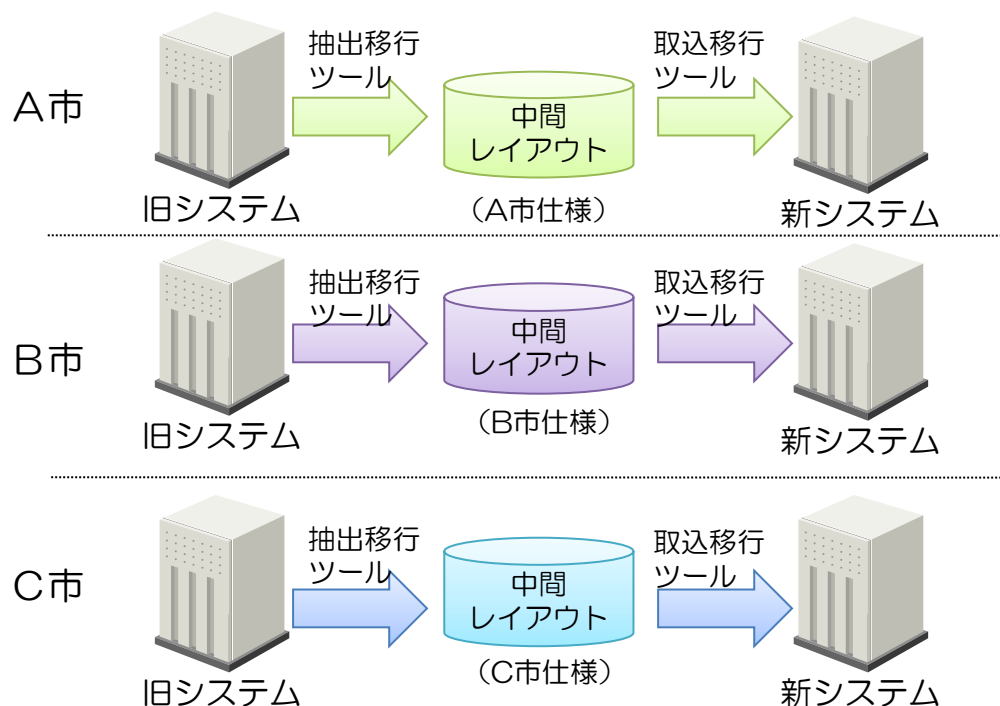 A市
抽出移行
ツール
中間
レイアウト
（A市仕様）
取込移行
ツール
旧システム
新システム
B市
抽出移行
ツール
中間
レイアウト
（B市仕様）
取込移行
ツール
旧システム
新システム
C市
抽出移行
ツール
中間
レイアウト
（C市仕様）
取込移行
ツール
旧システム
新システム